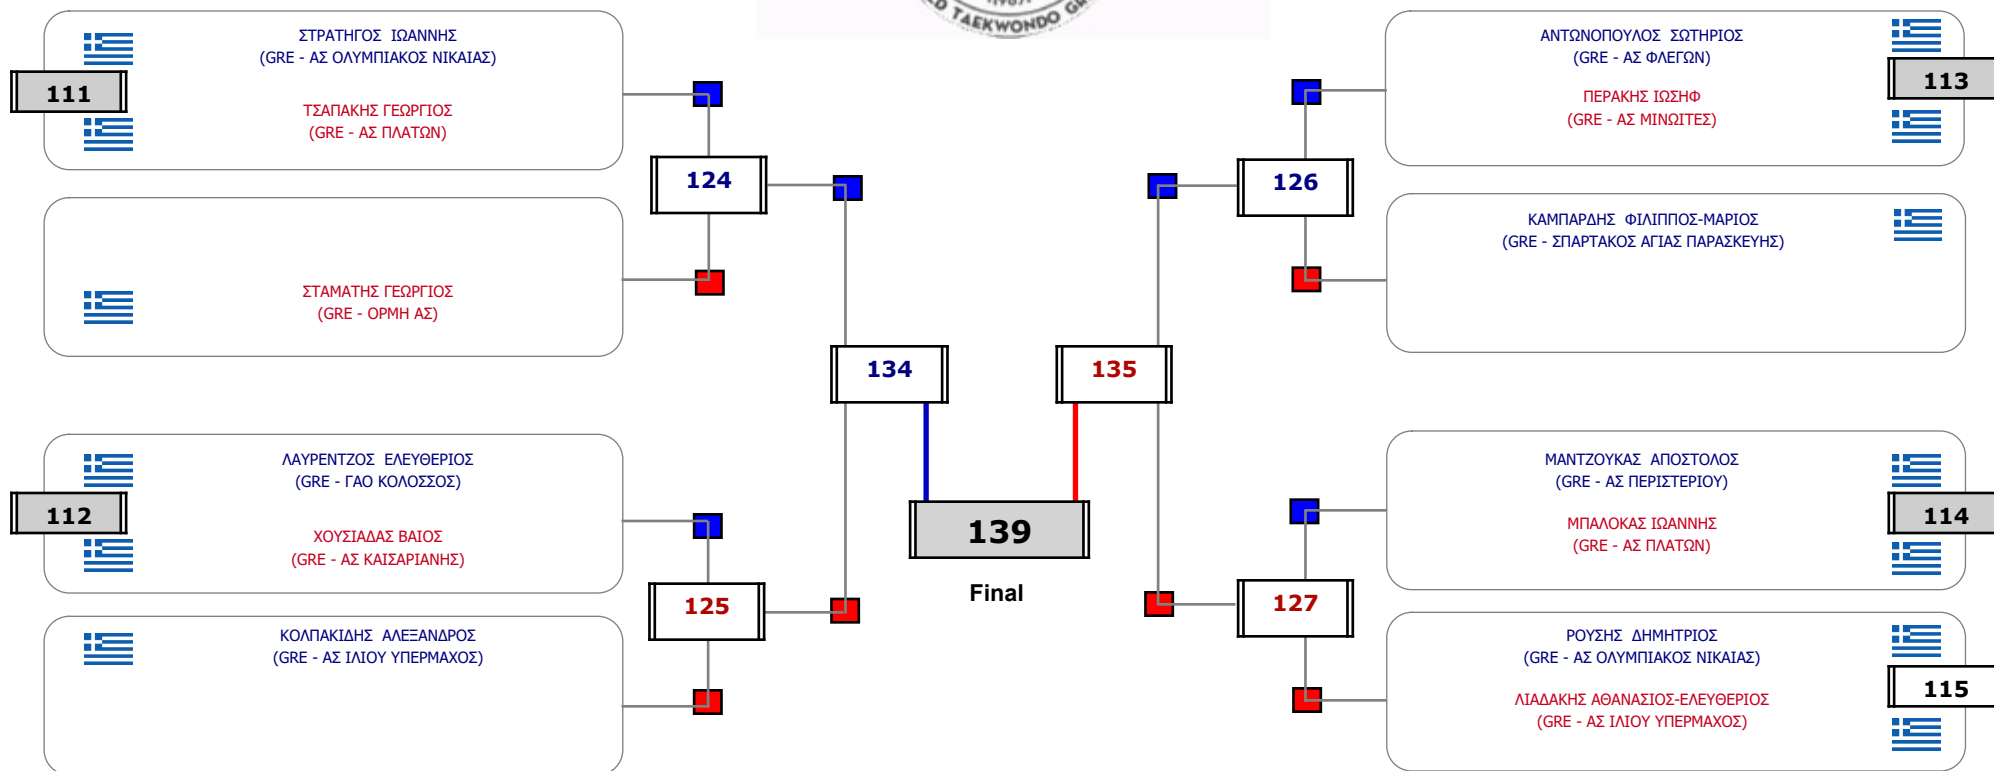 TAEKWONDO
ΣΤΡΑΤΗΓΟΣ ΙΩΑΝΝΗΣ
(GRE - ΑΣ ΟΛΥΜΠΙΑΚΟΣ ΝΙΚΑΙΑΣ)
111
ΤΣΑΠΑΚΗΣ ΓΕΩΡΓΙΟΣ
(GRE - ΑΣ ΠΛΑΤΩΝ)
124
ΣΤΑΜΑΤΗΣ ΓΕΩΡΓΙΟΣ
(GRE - ΟΡΜΗ ΑΣ)
134
ΛΑΥΡΕΝΤΖΟΣ ΕΛΕΥΘΕΡΙΟΣ
(GRE - ΓΑΟ ΚΟΛΟΣΣΟΣ)
112
ΧΟΥΣΙΑΔΑΣ ΒΑΙΟΣ
(GRE - ΑΣ ΚΑΙΣΑΡΙΑΝΗΣ)
125
ΚΟΛΠΑΚΙΔΗΣ ΑΛΕΞΑΝΔΡΟΣ
(GRE - ΑΣ ΙΛΙΟΥ ΥΠΕΡΜΑΧΟΣ)
139
Final
ΑΝΤΩΝΟΠΟΥΛΟΣ ΣΩΤΗΡΙΟΣ
(GRE - ΑΣ ΦΛΕΓΩΝ)
113
ΠΕΡΑΚΗΣ ΙΩΣΗΦ
(GRE - ΑΣ ΜΙΝΩΙΤΕΣ)
126
ΚΑΜΠΑΡΔΗΣ ΦΙΛΙΠΠΟΣ-ΜΑΡΙΟΣ
(GRE - ΣΠΑΡΤΑΚΟΣ ΑΓΙΑΣ ΠΑΡΑΣΚΕΥΗΣ)
135
ΜΑΝΤΖΟΥΚΑΣ ΑΠΟΣΤΟΛΟΣ
(GRE - ΑΣ ΠΕΡΙΣΤΕΡΙΟΥ)
114
ΜΠΑΛΟΚΑΣ ΙΩΑΝΝΗΣ
(GRE - ΑΣ ΠΛΑΤΩΝ)
127
ΡΟΥΣΗΣ ΔΗΜΗΤΡΙΟΣ
(GRE - ΑΣ ΟΛΥΜΠΙΑΚΟΣ ΝΙΚΑΙΑΣ)
115
ΛΙΑΔΑΚΗΣ ΑΘΑΝΑΣΙΟΣ-ΕΛΕΥΘΕΡΙΟΣ
(GRE - ΑΣ ΙΛΙΟΥ ΥΠΕΡΜΑΧΟΣ)